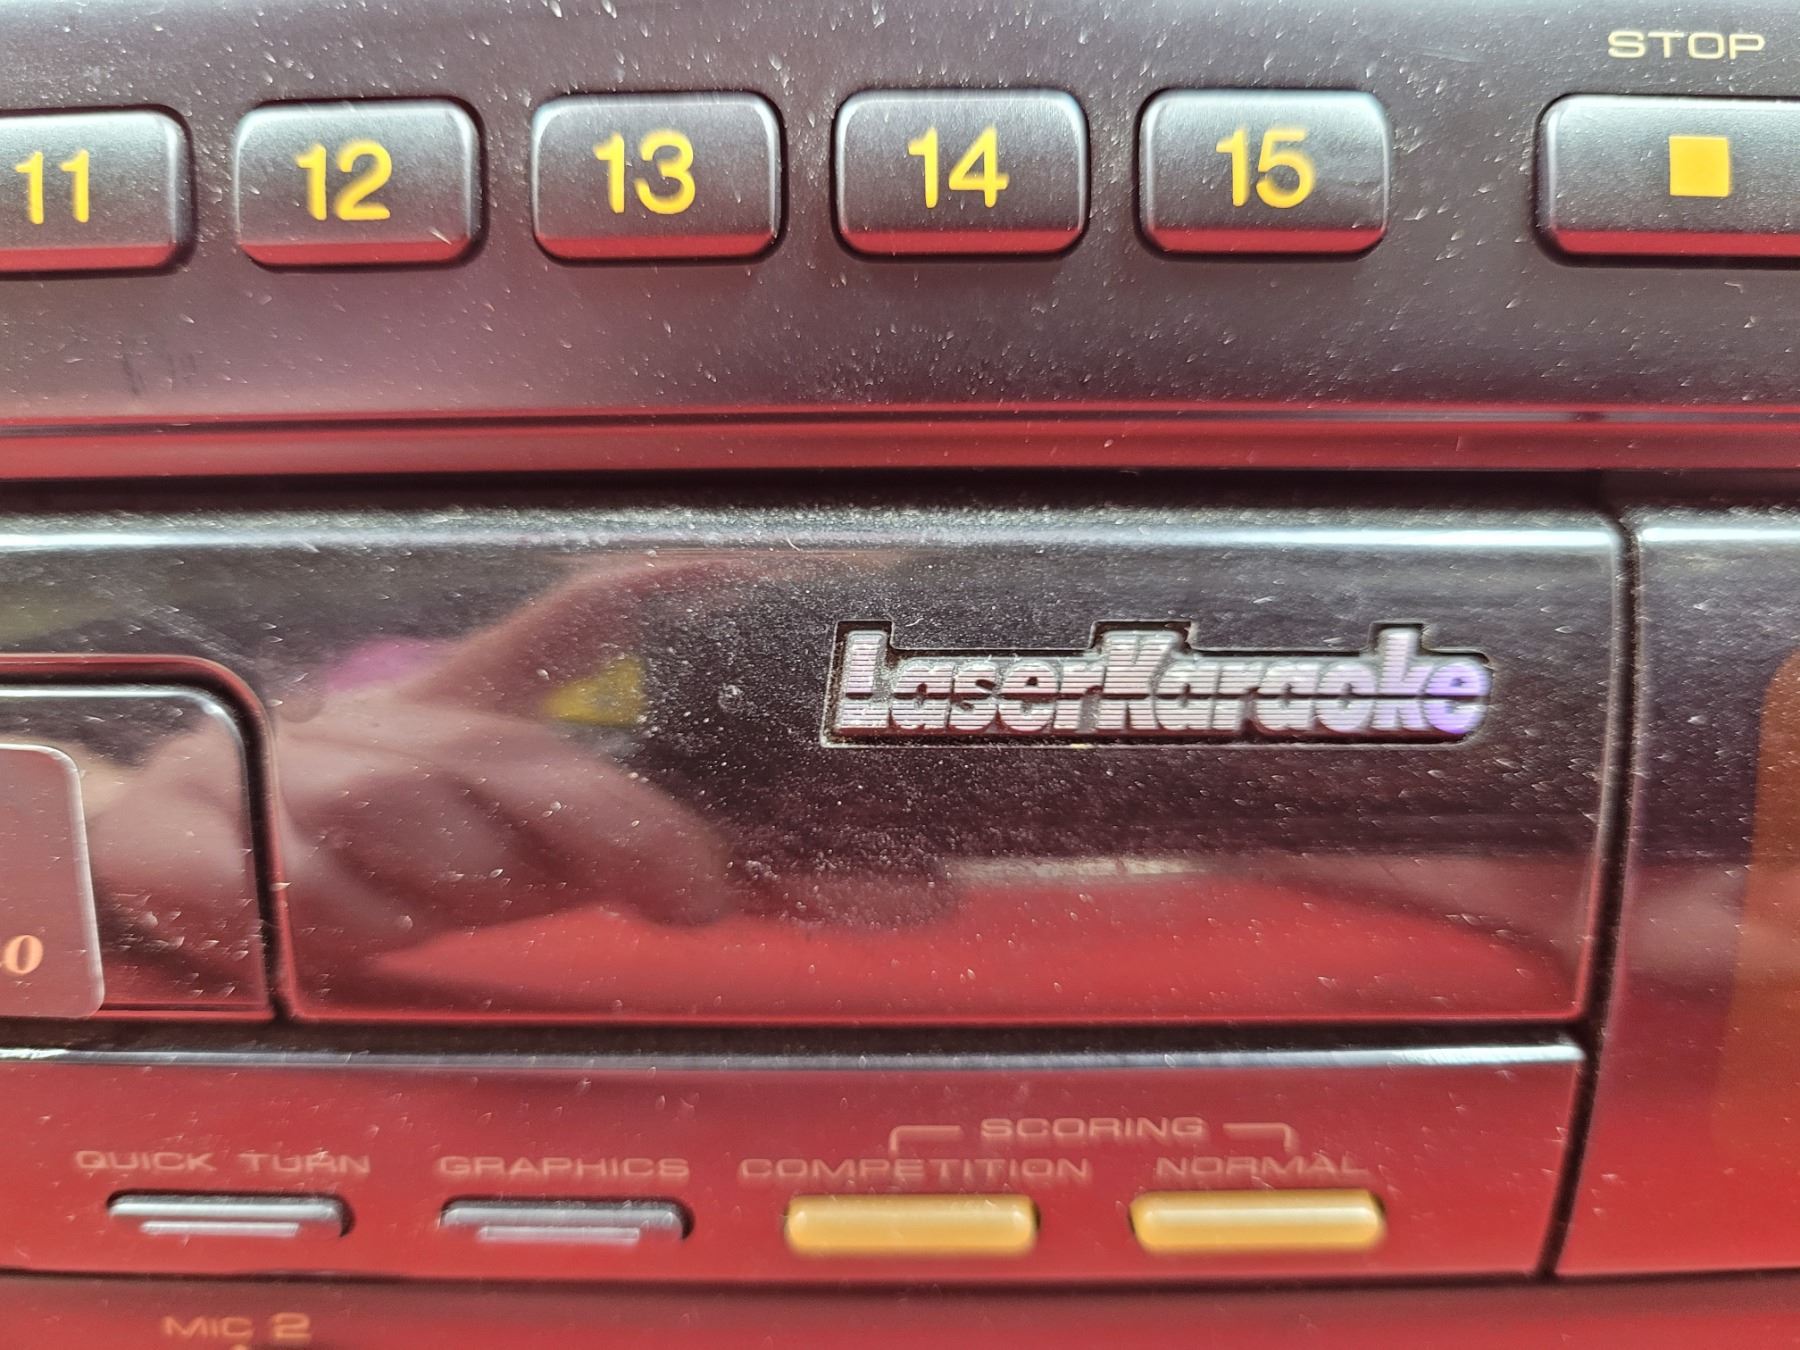 STOP
11 12 13 14 15
LaserKaraoke
SCORING
QUICK TURN GRAPHICS COMPETITION NORMAL
MIC 2